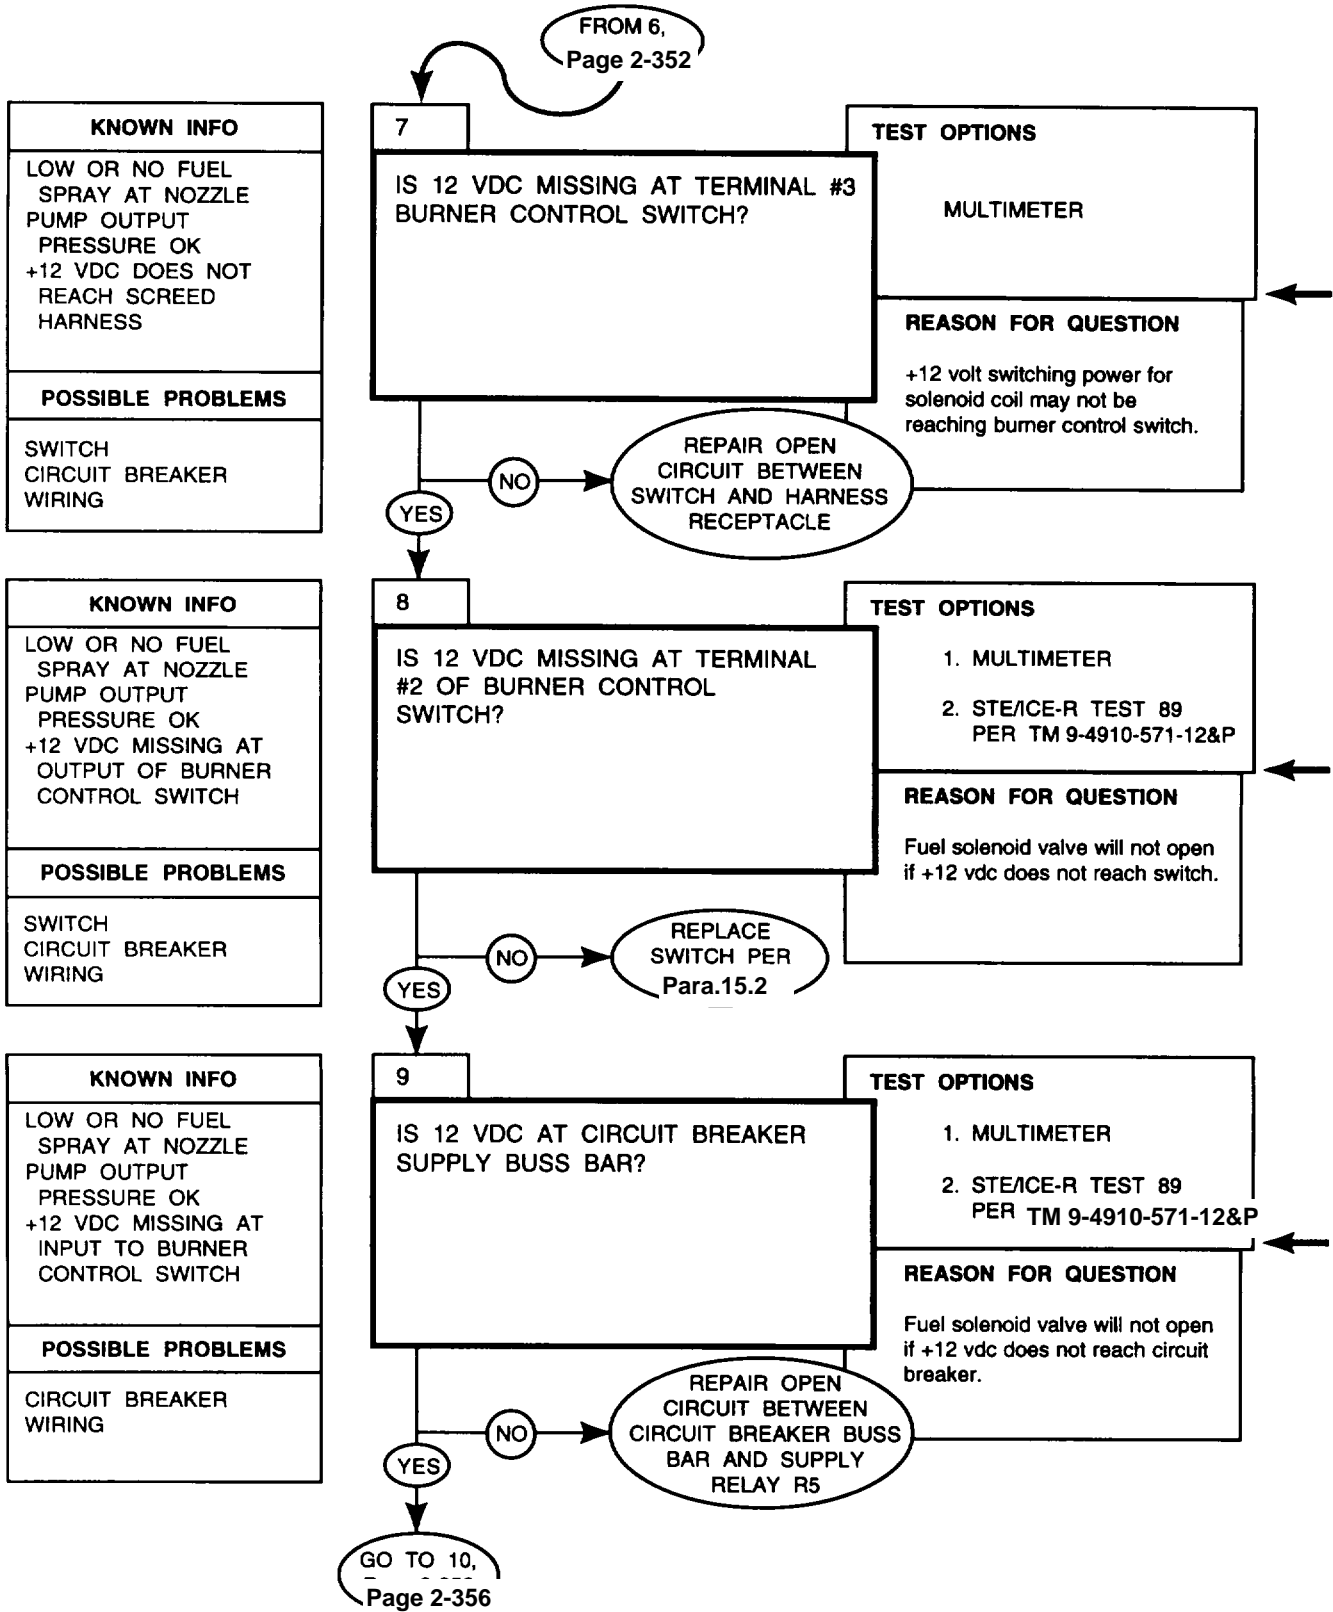 FROM 6,
Page 2-352
KNOWN INFO
LOW OR NO FUEL
SPRAY AT NOZZLE
PUMP OUTPUT
PRESSURE OK
+12 VDC DOES NOT
REACH SCREED
HARNESS
POSSIBLE PROBLEMS
SWITCH
CIRCUIT BREAKER
WIRING
7
IS 12 VDC MISSING AT TERMINAL #3
BURNER CONTROL SWITCH?
TEST OPTIONS
MULTIMETER
REASON FOR QUESTION
+12 volt switching power for
solenoid coil may not be
reaching burner control switch.
NO
REPAIR OPEN
CIRCUIT BETWEEN
SWITCH AND HARNESS
RECEPTACLE
YES
KNOWN INFO
LOW OR NO FUEL
SPRAY AT NOZZLE
PUMP OUTPUT
PRESSURE OK
+12 VDC MISSING AT
OUTPUT OF BURNER
CONTROL SWITCH
POSSIBLE PROBLEMS
SWITCH
CIRCUIT BREAKER
WIRING
8
IS 12 VDC MISSING AT TERMINAL
#2 OF BURNER CONTROL
SWITCH?
TEST OPTIONS
1. MULTIMETER
2. STE/ICE-R TEST 89
PER TM 9-4910-571-12&P
REASON FOR QUESTION
Fuel solenoid valve will not open
if +12 vdc does not reach switch.
NO
REPLACE
SWITCH PER
Para.15.2
YES
KNOWN INFO
LOW OR NO FUEL
SPRAY AT NOZZLE
PUMP OUTPUT
PRESSURE OK
+12 VDC MISSING AT
INPUT TO BURNER
CONTROL SWITCH
POSSIBLE PROBLEMS
CIRCUIT BREAKER
WIRING
9
IS 12 VDC AT CIRCUIT BREAKER
SUPPLY BUSS BAR?
TEST OPTIONS
1. MULTIMETER
2. STE/ICE-R TEST 89
PER TM 9-4910-571-12&P
REASON FOR QUESTION
Fuel solenoid valve will not open
if +12 vdc does not reach circuit
breaker.
NO
REPAIR OPEN
CIRCUIT BETWEEN
CIRCUIT BREAKER BUSS
BAR AND SUPPLY
RELAY R5
YES
GO TO 10,
Page 2-356